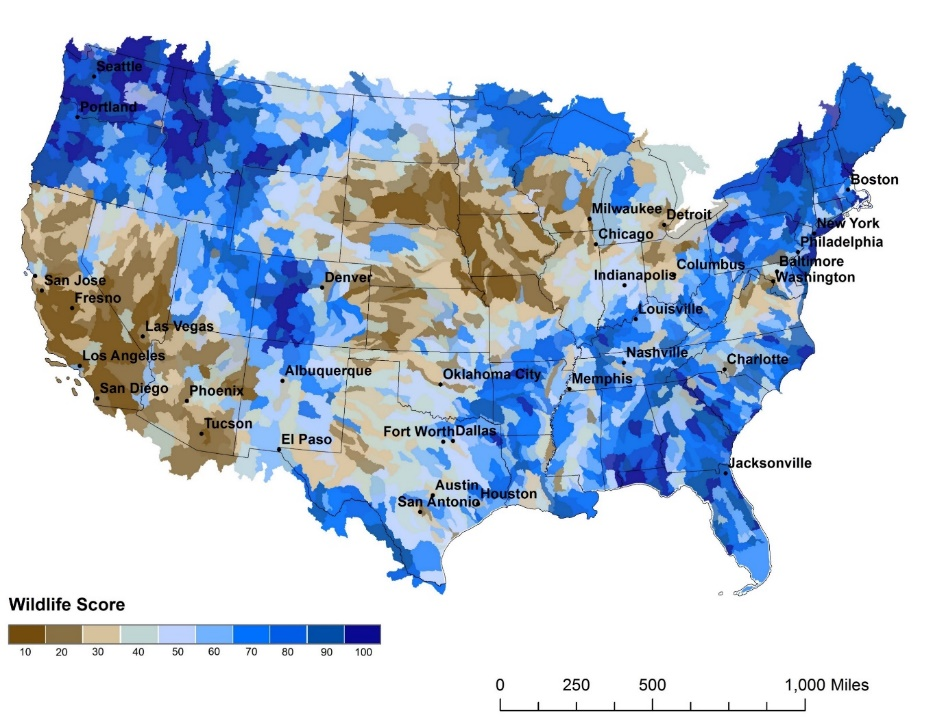 Seattle
Portland
Boston
Milwaukee
Detroit
New York
Chicago
Philadelphia
Baltimore
Columbus
Indianapolis
Washington
San Jose
Denver
Fresno
Louisville
Las Vegas
Los Angeles
Nashville
Charlotte
Albuquerque
Oklahoma City
Memphis
San Diego
Phoenix
Tucson
Fort Worth Dallas
El Paso
Jacksonville
Austin
Houston
San Antonio
Wildlife Score
10 20 30 40 50 60 70 80 90 100
0 250 500 1,000 Miles